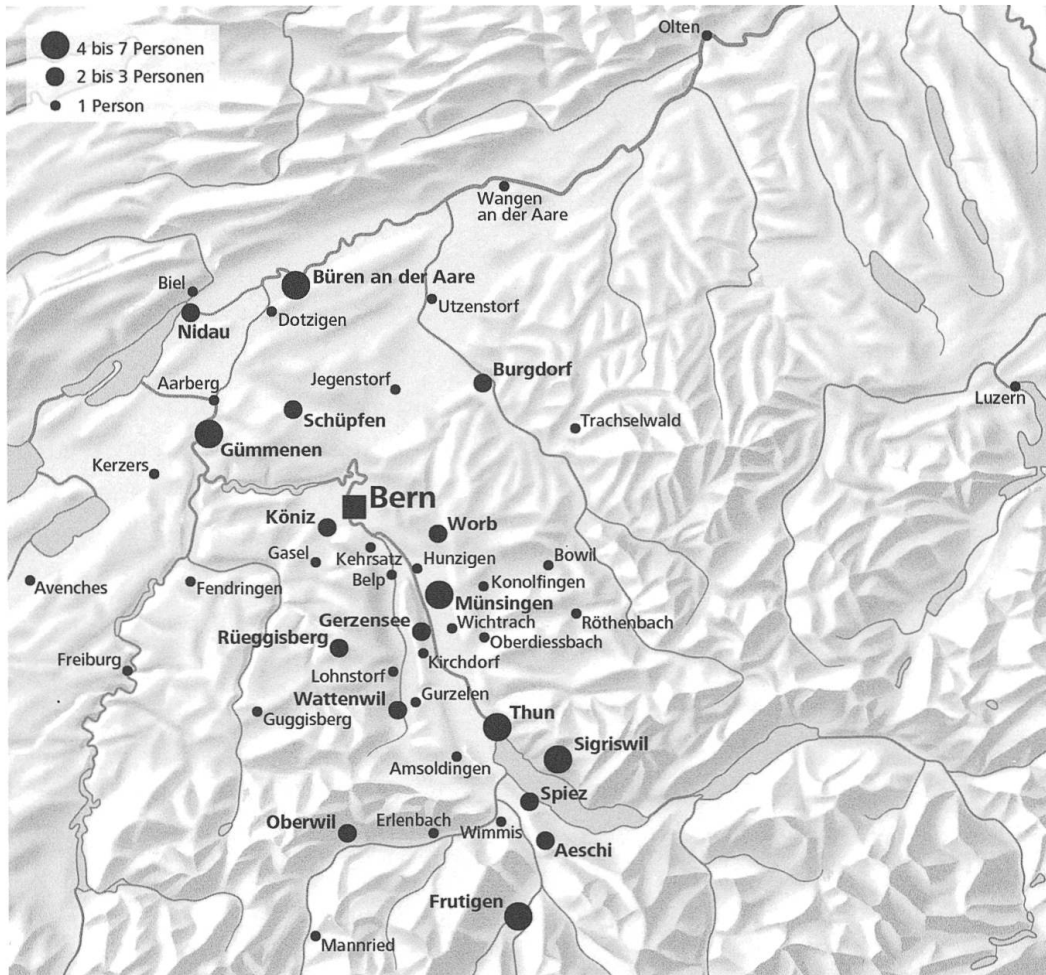 4 bis 7 Personen
2 bis 3 Personen
1 Person
Olten
Wangen
an der Aare
Büren an der Aare
Biel
Dotzigen
Utzenstorf
Nidau
Burgdorf
Jegenstorf
Aarberg
Luzern
Schüpfen
Trachselwald
Gümmenen
Kerzers
Bern
Köniz
Worb
Gasel
Kehrsatz
Hunzigen
Bowil
Belp
Avenches
Fendringen
Konolfingen
Münsingen
Gerzensee
Wichtrach
Röthenbach
Rüeggisberg
Oberdiessbach
Freiburg
Kirchdorf
Lohnstorf
Wattenwil
Gurzelen
Guggisberg
Thun
Sigriswil
Amsoldingen
Spiez
Oberwil
Erlenbach
Wimmis
Aeschi
Frutigen
Mannried